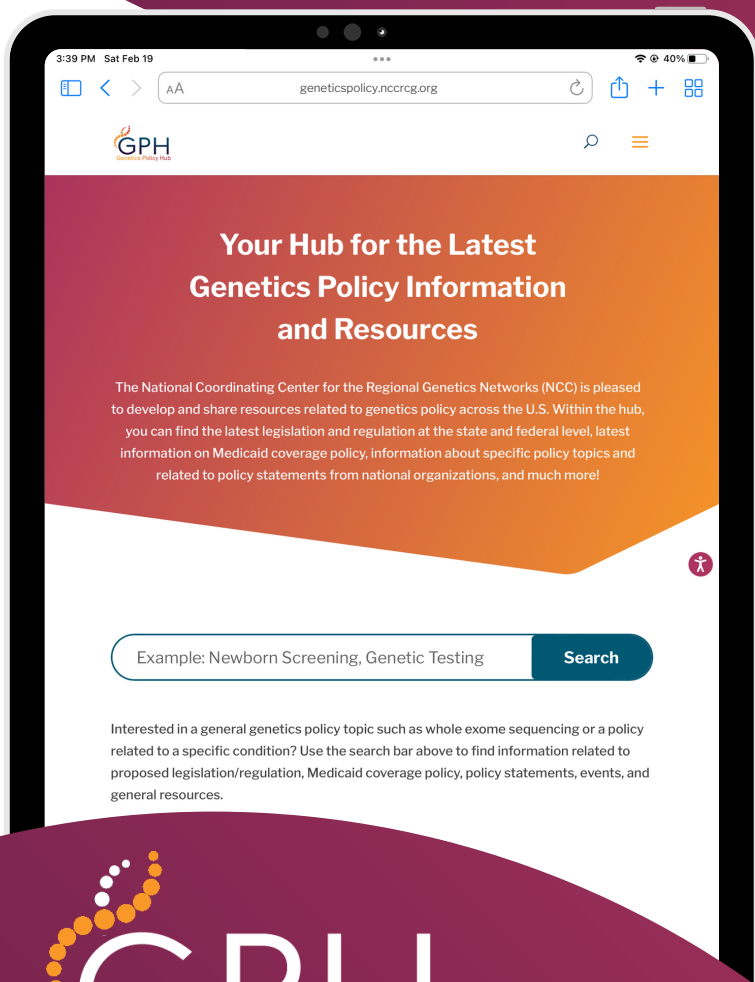 3:39 PM Sat Feb 19
40%
AA
geneticspolicy.nccrcg.org
GPH
Genetics Policy Hub
Your Hub for the Latest
Genetics Policy Information
and Resources
The National Coordinating Center for the Regional Genetics Networks (NCC) is pleased
to develop and share resources related to genetics policy across the U.S. Within the hub,
you can find the latest legislation and regulation at the state and federal level, latest
information on Medicaid coverage policy, information about specific policy topics and
related to policy statements from national organizations, and much more!
Example: Newborn Screening, Genetic Testing
Search
Interested in a general genetics policy topic such as whole exome sequencing or a policy
related to a specific condition? Use the search bar above to find information related to
proposed legislation/regulation, Medicaid coverage policy, policy statements, events, and
general resources.
GPH